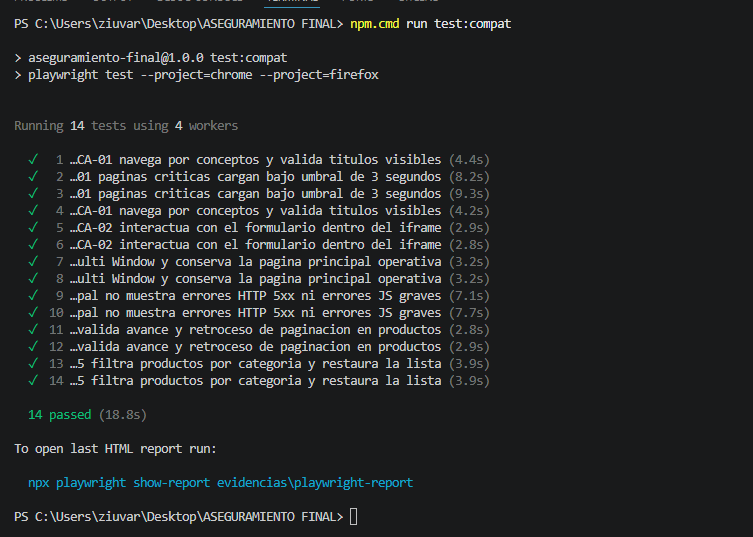 PS C:\Users\ziuvar\Desktop\ASEGURAMIENTO FINAL> npm.cmd run test:compat
> aseguramiento-final@1.0.0 test:compat
> playwright test --project=chrome --project=firefox
Running 14 tests using 4 workers
✓ 1 …CA-01 navega por conceptos y valida titulos visibles (4.4s)
✓ 2 …01 paginas criticas cargan bajo umbral de 3 segundos (8.2s)
✓ 3 …01 paginas criticas cargan bajo umbral de 3 segundos (9.3s)
✓ 4 …CA-01 navega por conceptos y valida titulos visibles (4.2s)
✓ 5 …CA-02 interactua con el formulario dentro del iframe (2.9s)
✓ 6 …CA-02 interactua con el formulario dentro del iframe (2.8s)
✓ 7 …ulti Window y conserva la pagina principal operativa (3.2s)
✓ 8 …ulti Window y conserva la pagina principal operativa (3.2s)
✓ 9 …pal no muestra errores HTTP 5xx ni errores JS graves (7.1s)
✓ 10 …pal no muestra errores HTTP 5xx ni errores JS graves (7.7s)
✓ 11 …valida avance y retroceso de paginacion en productos (2.8s)
✓ 12 …valida avance y retroceso de paginacion en productos (2.9s)
✓ 13 …5 filtra productos por categoria y restaura la lista (3.9s)
✓ 14 …5 filtra productos por categoria y restaura la lista (3.9s)
14 passed (18.8s)
To open last HTML report run:
npx playwright show-report evidencias\playwright-report
PS C:\Users\ziuvar\Desktop\ASEGURAMIENTO FINAL>